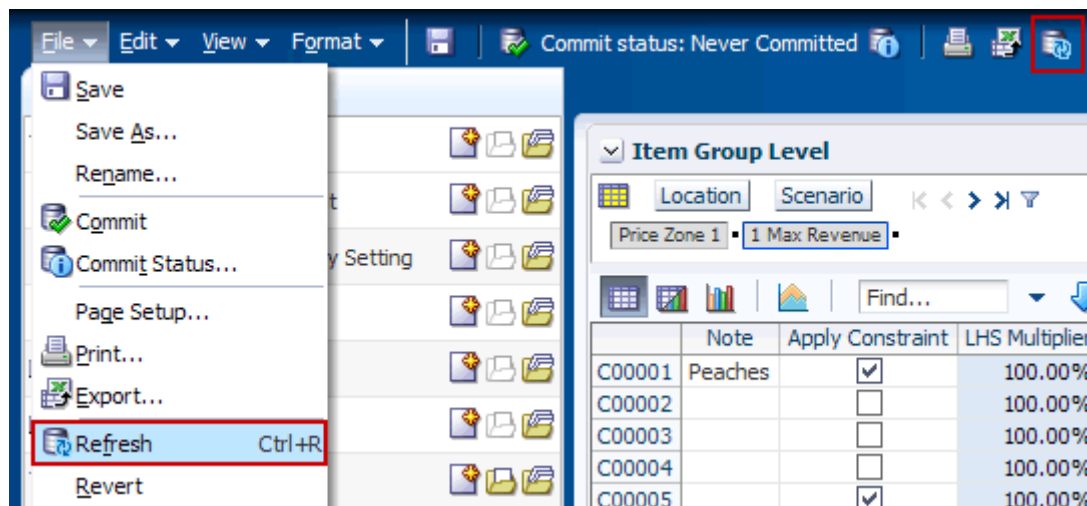 File Edit View Format Commit status: Never Committed
Save
Save As...
Rename...
Commit
Commit Status...
Page Setup...
Print...
Export...
Refresh Ctrl+R
Revert
t
y Setting
Item Group Level
Location Scenario
Price Zone 1 1 Max Revenue
Find...
Note Apply Constraint LHS Multiplier
C00001 Peaches 100.00%
C00002 100.00%
C00003 100.00%
C00004 100.00%
C00005 100.00%